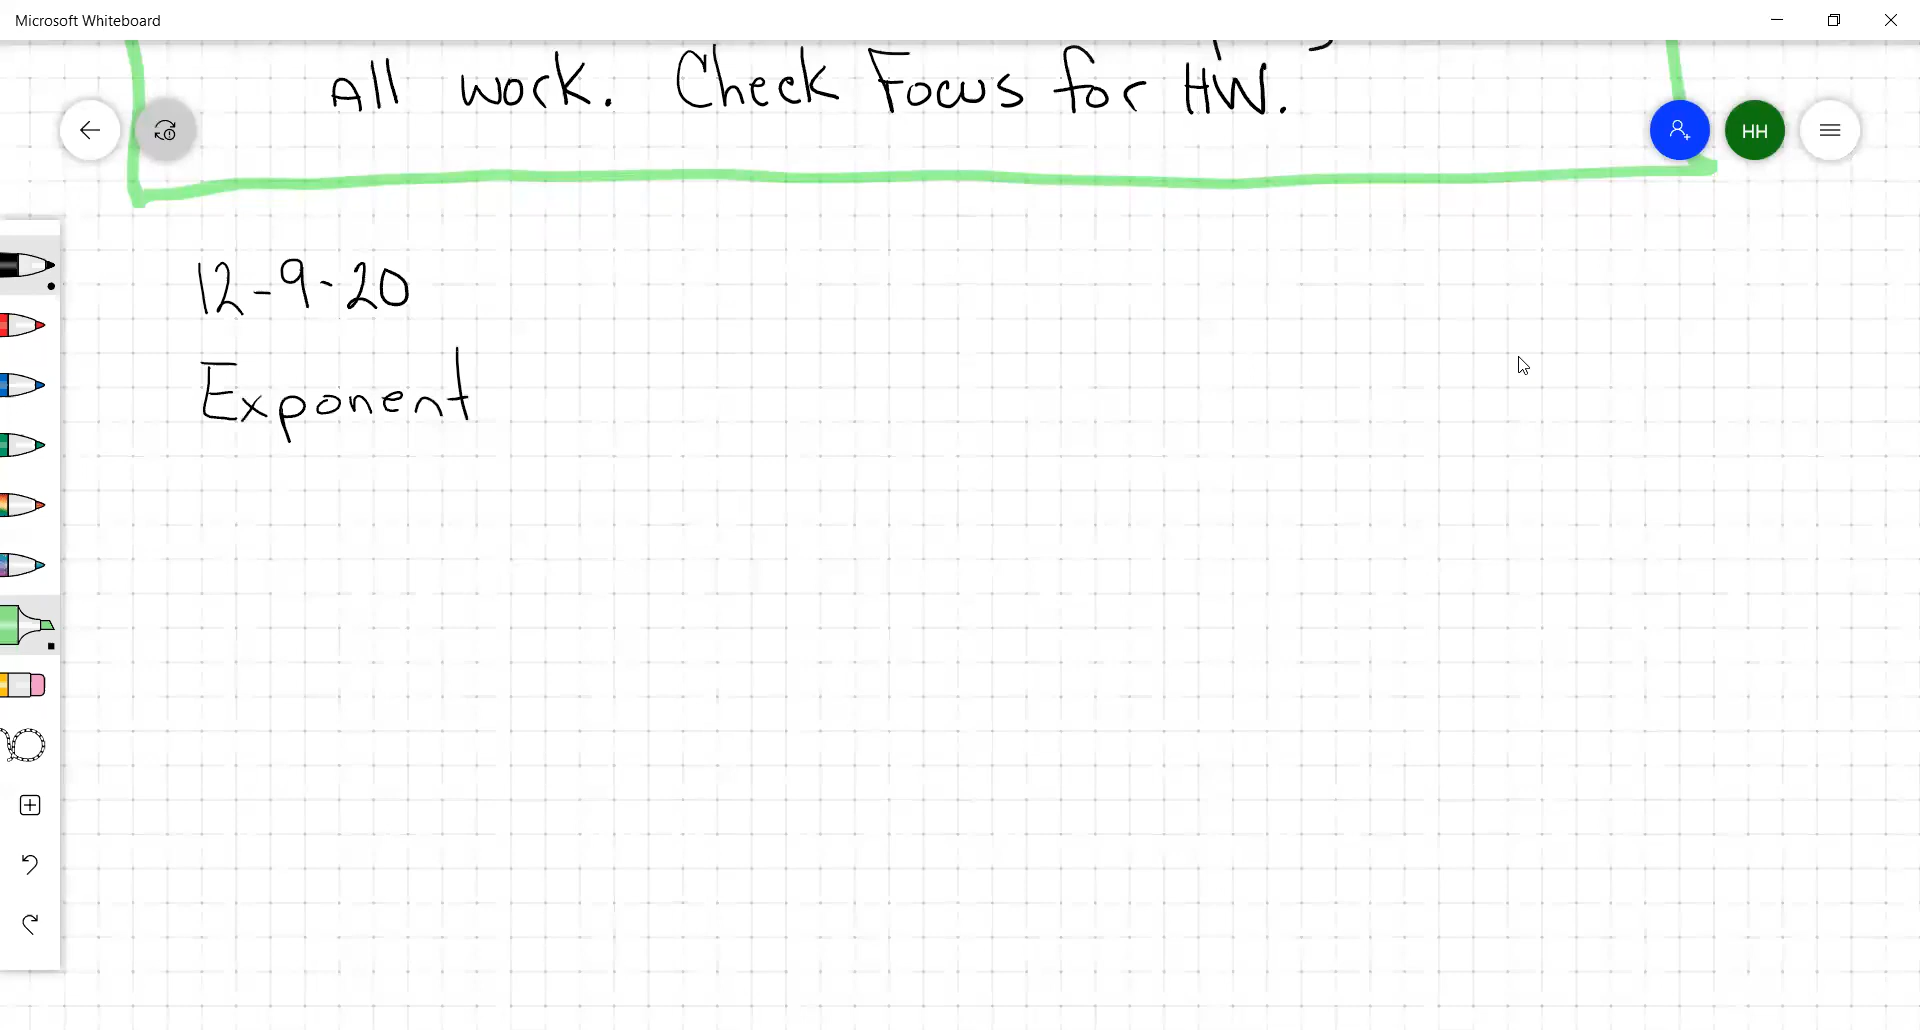 Microsoft Whiteboard
All work. Check Focus for HW.
HH
12-9-20
Exponent